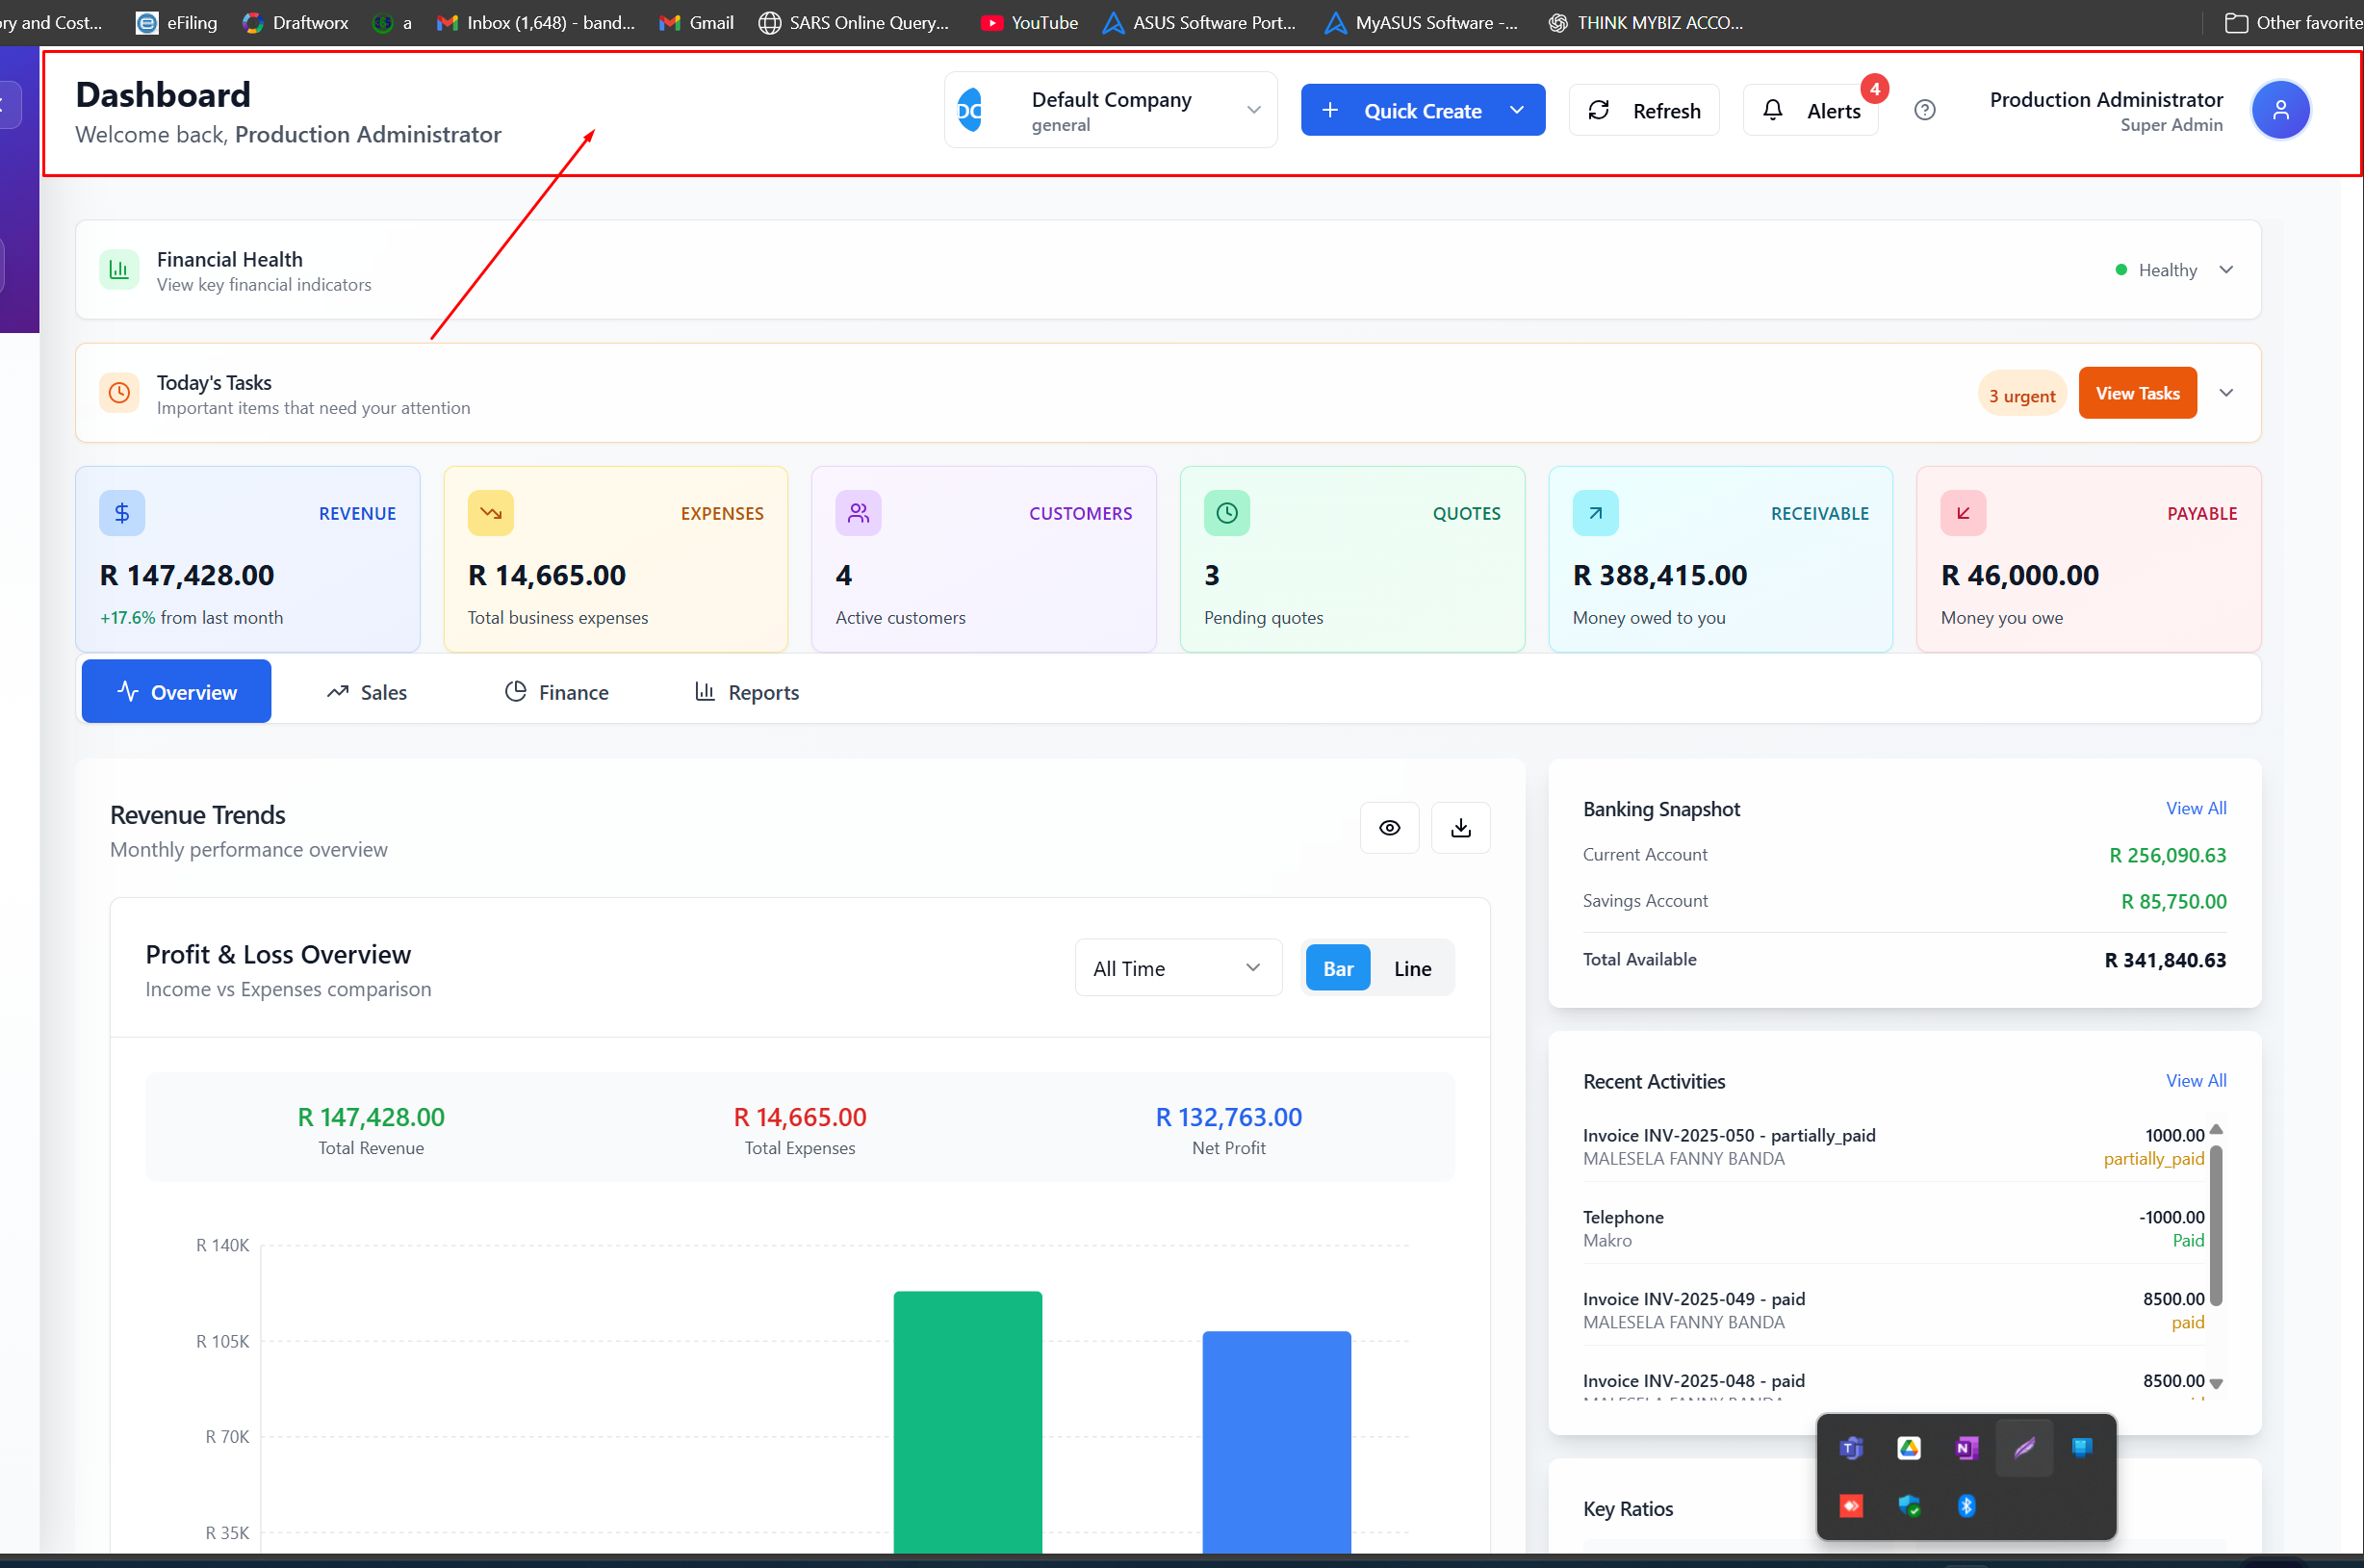 ory and Cost...
eFiling
Draftworx
a
Inbox (1,648) - band...
Gmail
SARS Online Query...
YouTube
ASUS Software Port...
MyASUS Software -...
THINK MYBIZ ACCO...
Other favorite
Dashboard
Welcome back, Production Administrator
DC
Default Company
general
Quick Create
Refresh
Alerts
4
Production Administrator
Super Admin
Financial Health
View key financial indicators
Healthy
Today's Tasks
Important items that need your attention
3 urgent
View Tasks
REVENUE
R 147,428.00
+17.6% from last month
EXPENSES
R 14,665.00
Total business expenses
CUSTOMERS
4
Active customers
QUOTES
3
Pending quotes
RECEIVABLE
R 388,415.00
Money owed to you
PAYABLE
R 46,000.00
Money you owe
Overview
Sales
Finance
Reports
Revenue Trends
Monthly performance overview
Profit & Loss Overview
Income vs Expenses comparison
All Time
Bar
Line
R 147,428.00
Total Revenue
R 14,665.00
Total Expenses
R 132,763.00
Net Profit
R 140K
R 105K
R 70K
R 35K
Banking Snapshot
View All
Current Account
R 256,090.63
Savings Account
R 85,750.00
Total Available
R 341,840.63
Recent Activities
View All
Invoice INV-2025-050 - partially_paid
1000.00
MALESELA FANNY BANDA
partially_paid
Telephone
-1000.00
Makro
Paid
Invoice INV-2025-049 - paid
8500.00
MALESELA FANNY BANDA
paid
Invoice INV-2025-048 - paid
8500.00
Key Ratios